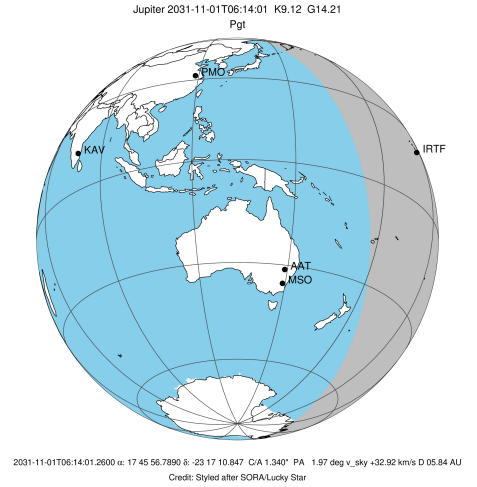 Jupiter 2031-11-01T06:14:01  K9.12  G14.21
Pgt
PMO
KAV
IRTF
AAT
MSO
2031-11-01T06:14:01.2600 α: 17 45 56.7890 δ: -23 17 10.847  C/A 1.340"  PA  1.97 deg v_sky +32.92 km/s D 05.84 AU
Credit: Styled after SORA/Lucky Star